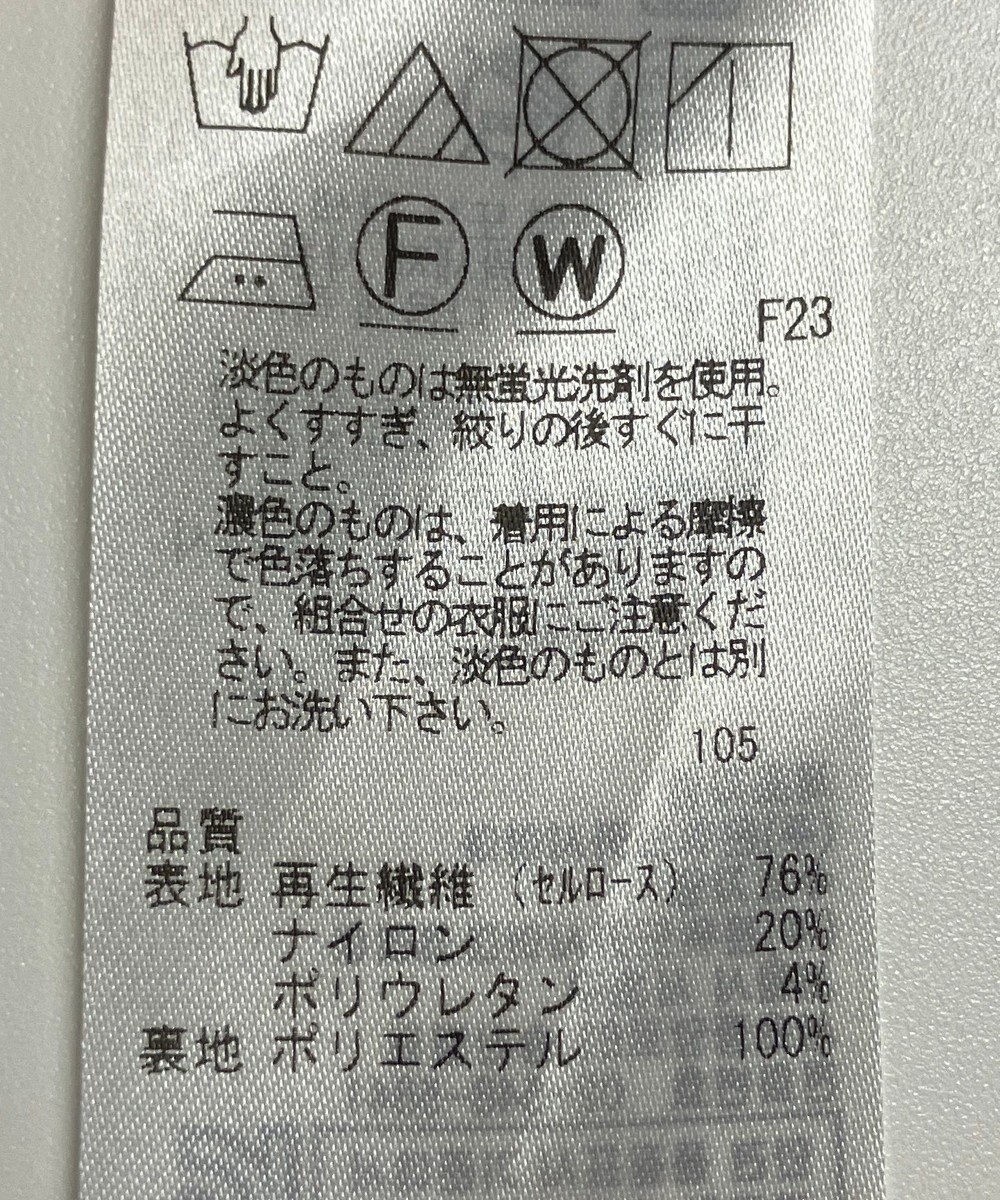 F
W
F23
淡色のものは無蛍光洗剤を使用。
よくすすぎ、絞りの後すぐに干
すこと。
濃色のものは、着用による摩擦
で色落ちすることがありますの
で、組合せの衣服にご注意くだ
さい。また、淡色のものとは別
にお洗い下さい。
105
品質
表地 再生繊維 (セルロース) 76%
ナイロン 20%
ポリウレタン 4%
裏地 ポリエステル 100%